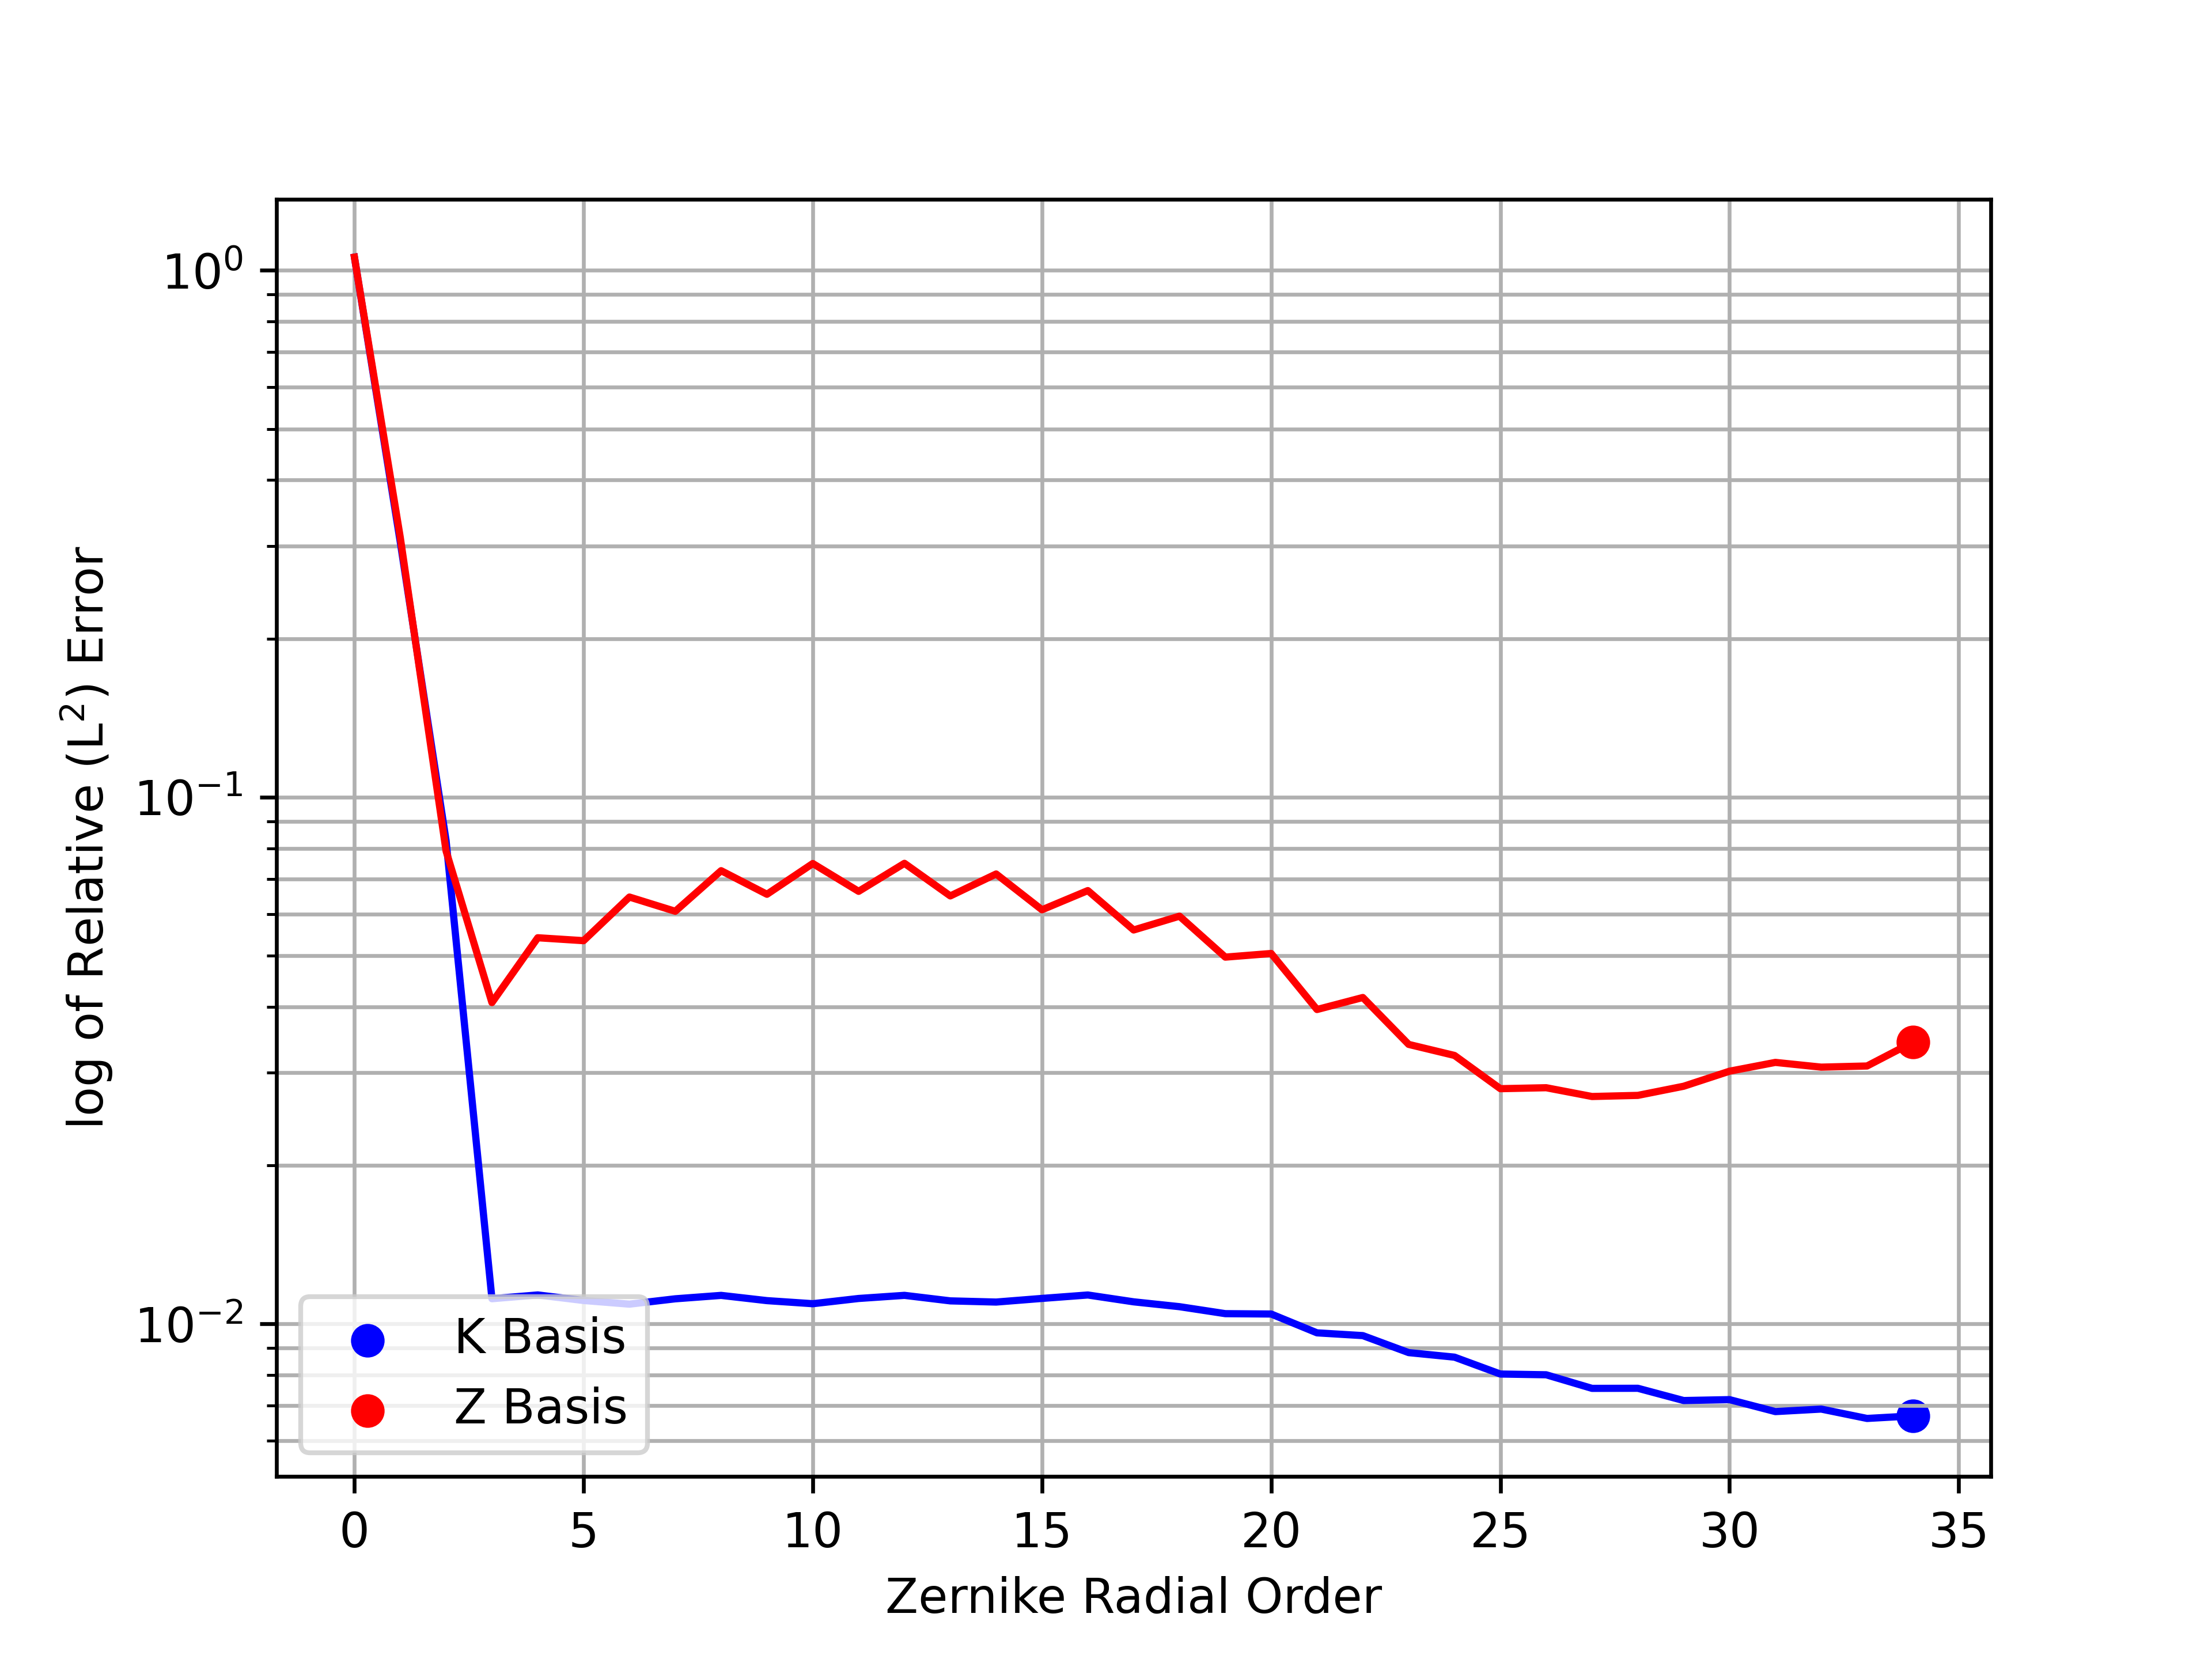 10⁰
10⁻¹
10⁻²
log of Relative (L²) Error
K Basis
Z Basis
0 5 10 15 20 25 30 35
Zernike Radial Order